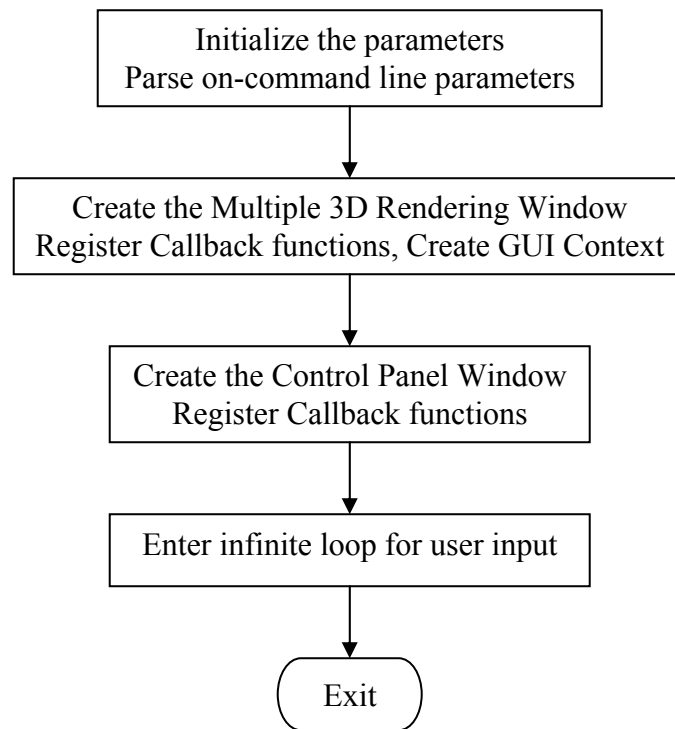 Initialize the parameters
Parse on-command line parameters
Create the Multiple 3D Rendering Window
Register Callback functions, Create GUI Context
Create the Control Panel Window
Register Callback functions
Enter infinite loop for user input
Exit